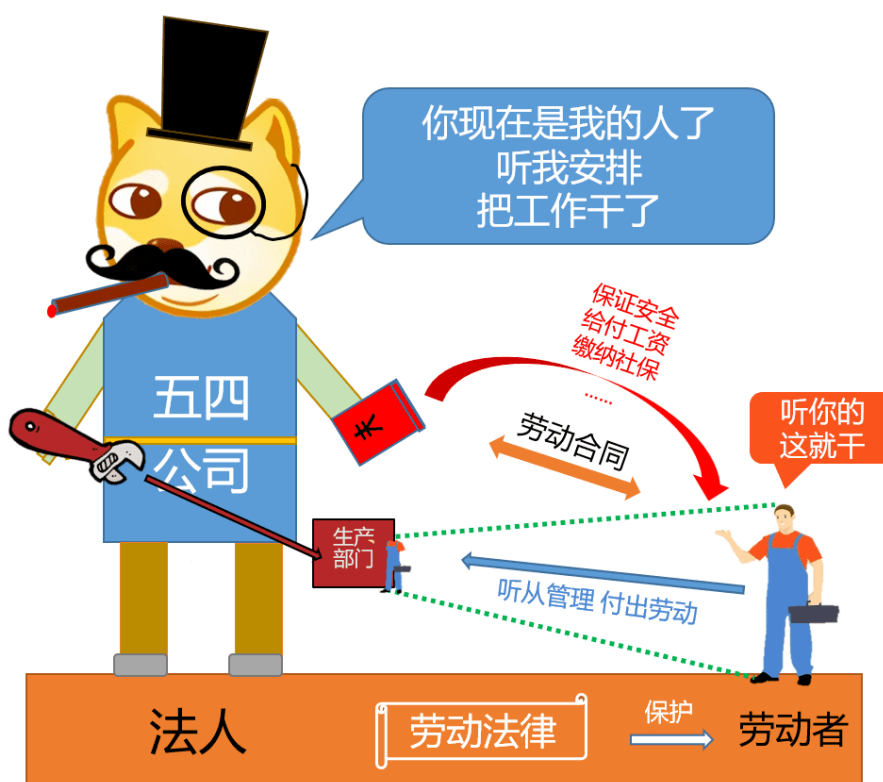 你现在是我的人了
听我安排
把工作干了
保证安全
给付工资
缴纳社保
……
听你的
这就干
劳动合同
五四
公司
生产
部门
听从管理 付出劳动
法人
劳动法律
保护
劳动者